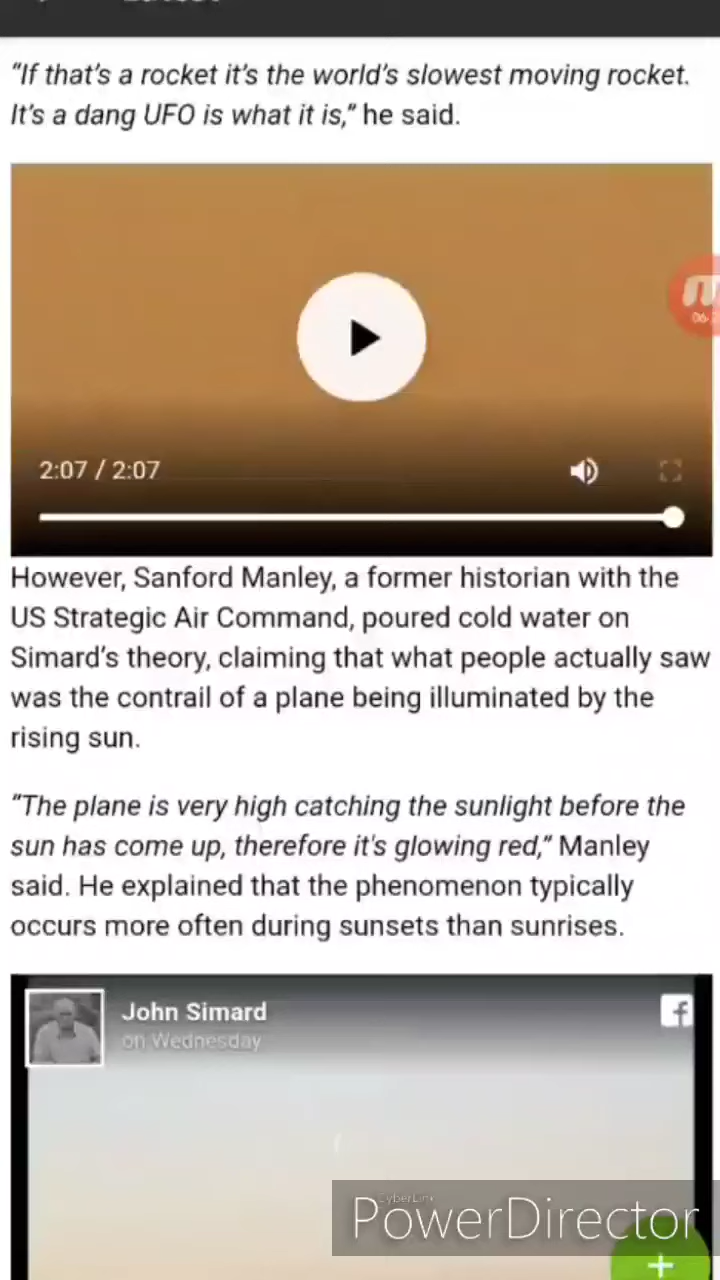 “If that’s a rocket it’s the world’s slowest moving rocket.
It’s a dang UFO is what it is,” he said.
2:07 / 2:07
However, Sanford Manley, a former historian with the
US Strategic Air Command, poured cold water on
Simard’s theory, claiming that what people actually saw
was the contrail of a plane being illuminated by the
rising sun.
“The plane is very high catching the sunlight before the
sun has come up, therefore it's glowing red,” Manley
said. He explained that the phenomenon typically
occurs more often during sunsets than sunrises.
John Simard
on Wednesday
CyberLink
PowerDirector